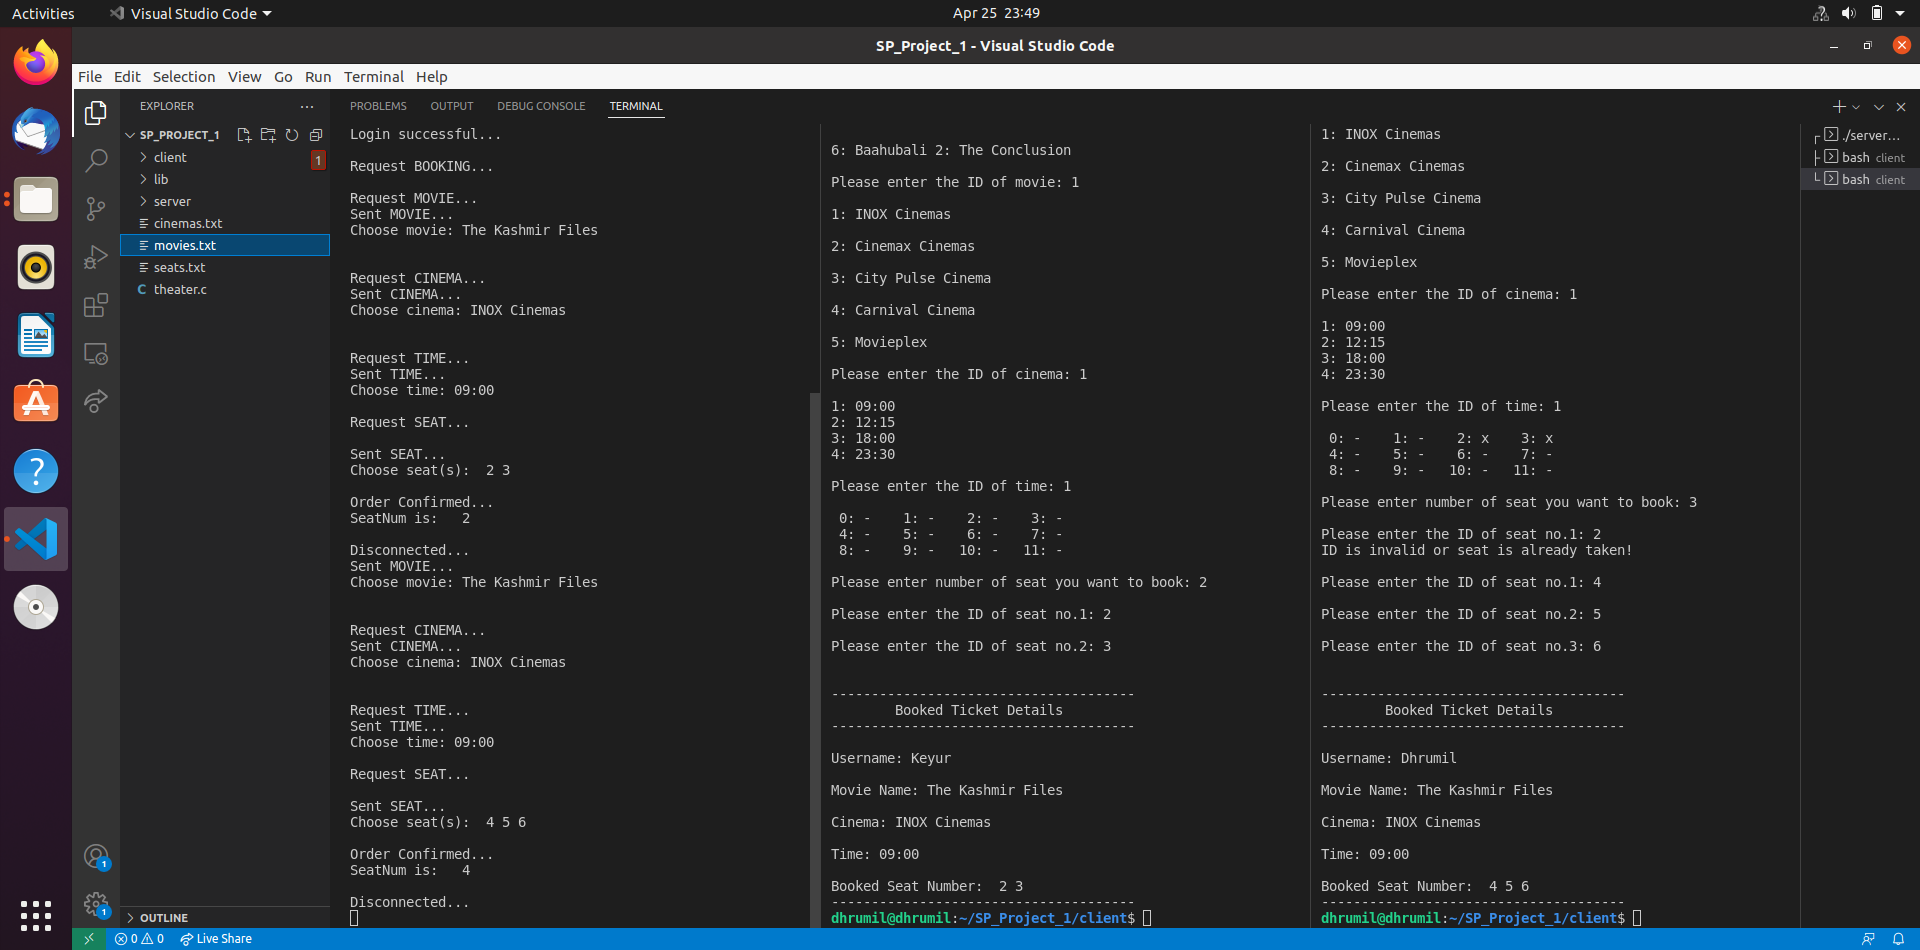 Activities
Visual Studio Code
Apr 25 23:49
SP_Project_1 - Visual Studio Code
File Edit Selection View Go Run Terminal Help
EXPLORER
SP_PROJECT_1
client
1
lib
server
cinemas.txt
movies.txt
seats.txt
C theater.c
OUTLINE
1
1
PROBLEMS OUTPUT DEBUG CONSOLE TERMINAL
Login successful...
Request BOOKING...
Request MOVIE...
Sent MOVIE...
Choose movie: The Kashmir Files
Request CINEMA...
Sent CINEMA...
Choose cinema: INOX Cinemas
Request TIME...
Sent TIME...
Choose time: 09:00
Request SEAT...
Sent SEAT...
Choose seat(s):  2 3
Order Confirmed...
SeatNum is:   2
Disconnected...
Sent MOVIE...
Choose movie: The Kashmir Files
Request CINEMA...
Sent CINEMA...
Choose cinema: INOX Cinemas
Request TIME...
Sent TIME...
Choose time: 09:00
Request SEAT...
Sent SEAT...
Choose seat(s):  4 5 6
Order Confirmed...
SeatNum is:   4
Disconnected...
6: Baahubali 2: The Conclusion
Please enter the ID of movie: 1
1: INOX Cinemas
2: Cinemax Cinemas
3: City Pulse Cinema
4: Carnival Cinema
5: Movieplex
Please enter the ID of cinema: 1
1: 09:00
2: 12:15
3: 18:00
4: 23:30
Please enter the ID of time: 1
0: -    1: -    2: -    3: -
4: -    5: -    6: -    7: -
8: -    9: -   10: -   11: -
Please enter number of seat you want to book: 2
Please enter the ID of seat no.1: 2
Please enter the ID of seat no.2: 3
--------------------------------------
Booked Ticket Details
--------------------------------------
Username: Keyur
Movie Name: The Kashmir Files
Cinema: INOX Cinemas
Time: 09:00
Booked Seat Number:  2 3
--------------------------------------
dhrumil@dhrumil:~/SP_Project_1/client$
1: INOX Cinemas
2: Cinemax Cinemas
3: City Pulse Cinema
4: Carnival Cinema
5: Movieplex
Please enter the ID of cinema: 1
1: 09:00
2: 12:15
3: 18:00
4: 23:30
Please enter the ID of time: 1
0: -    1: -    2: x    3: x
4: -    5: -    6: -    7: -
8: -    9: -   10: -   11: -
Please enter number of seat you want to book: 3
Please enter the ID of seat no.1: 2
ID is invalid or seat is already taken!
Please enter the ID of seat no.1: 4
Please enter the ID of seat no.2: 5
Please enter the ID of seat no.3: 6
--------------------------------------
Booked Ticket Details
--------------------------------------
Username: Dhrumil
Movie Name: The Kashmir Files
Cinema: INOX Cinemas
Time: 09:00
Booked Seat Number:  4 5 6
--------------------------------------
dhrumil@dhrumil:~/SP_Project_1/client$
./server...
bash client
bash client
0 0 Live Share